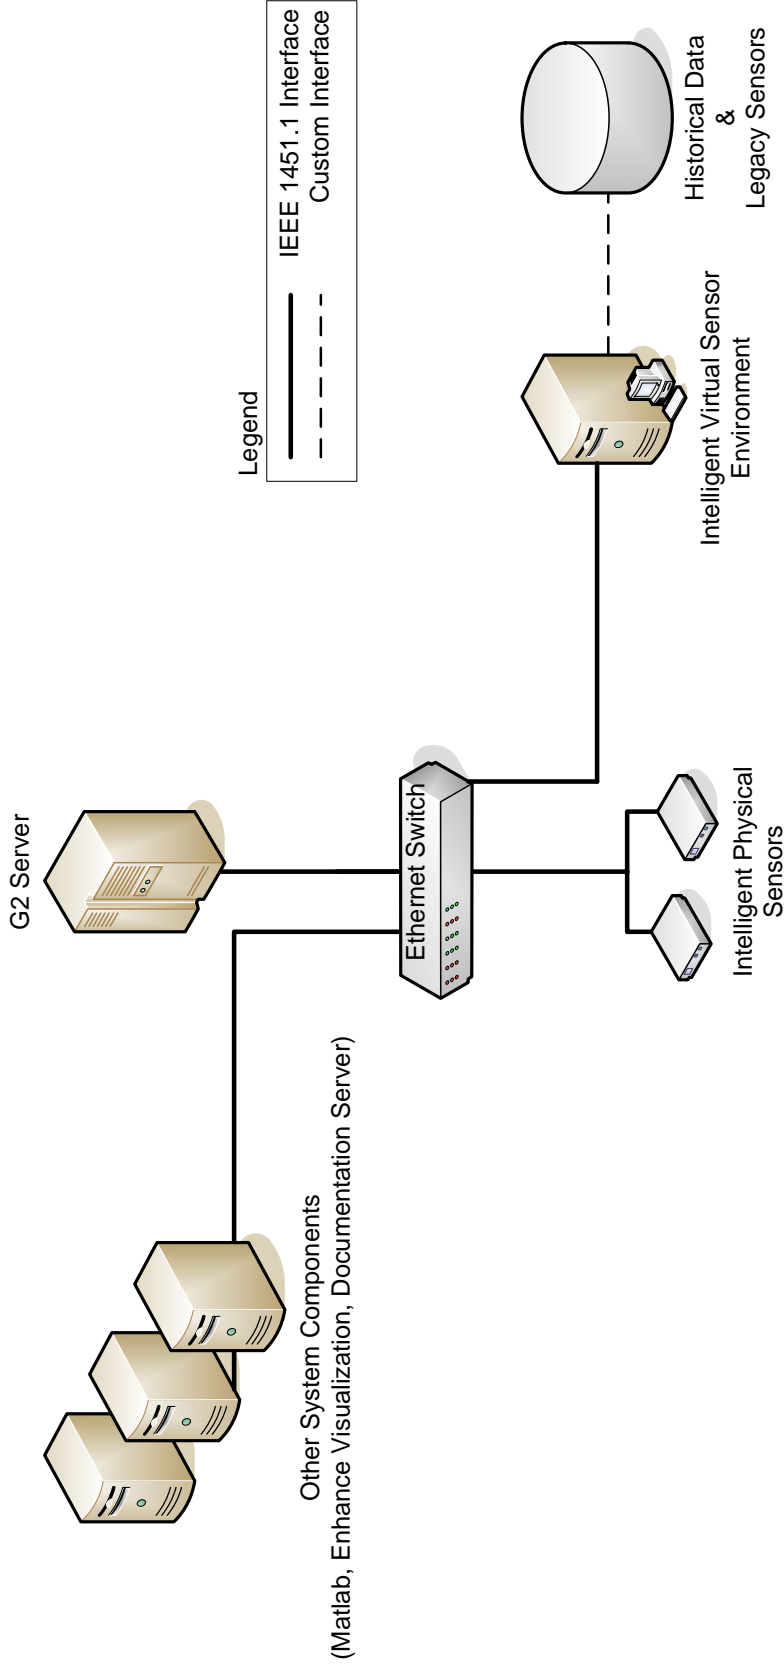 G2 Server
Legend
IEEE 1451.1 Interface
Custom Interface
Ethernet Switch
Other System Components
(Matlab, Enhance Visualization, Documentation Server)
Intelligent Physical
Sensors
Intelligent Virtual Sensor
Environment
Historical Data
&
Legacy Sensors